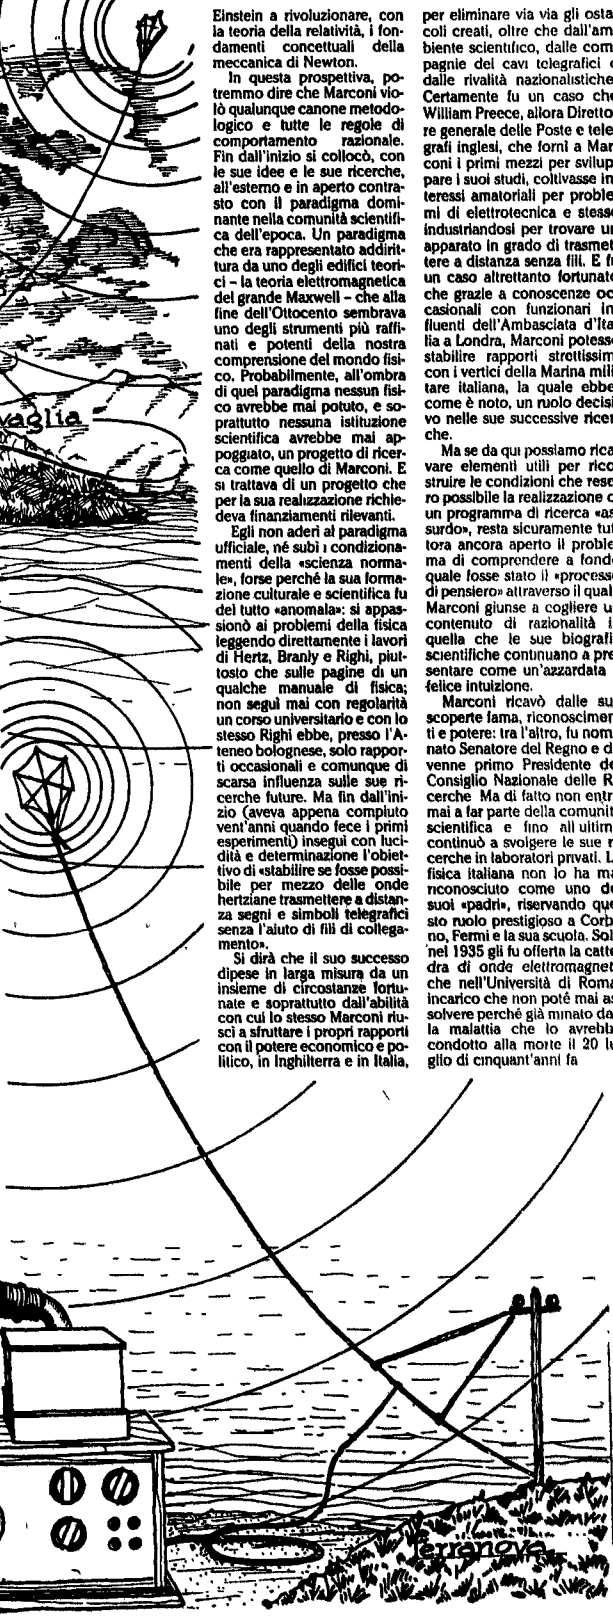 Einstein a rivoluzionare, con
la teoria della relatività, i fon-
damenti concettuali della
meccanica di Newton.
In questa prospettiva, po-
tremmo dire che Marconi vio-
lò qualunque canone metodo-
logico e tutte le regole di
comportamento razionale.
Fin dall'inizio si collocò, con
le sue idee e le sue ricerche,
all'esterno e in aperto contra-
sto con il paradigma domi-
nante nella comunità scientifi-
ca dell'epoca. Un paradigma
che era rappresentato addirit-
tura da uno degli edifici teori-
ci – la teoria elettromagnetica
del grande Maxwell – che alla
fine dell'Ottocento sembrava
uno degli strumenti più raffi-
nati e potenti della nostra
comprensione del mondo fisi-
co. Probabilmente, all'ombra
di quel paradigma nessun fisi-
co avrebbe mai potuto, e so-
prattutto nessuna istituzione
scientifica avrebbe mai ap-
poggiato, un progetto di ricer-
ca come quello di Marconi. E
si trattava di un progetto che
per la sua realizzazione richie-
deva finanziamenti rilevanti.
Egli non aderì al paradigma
ufficiale, né subì i condiziona-
menti della «scienza norma-
le», forse perché la sua forma-
zione culturale e scientifica fu
del tutto «anomala»: si appas-
sionò ai problemi della fisica
leggendo direttamente i lavori
di Hertz, Branly e Righi, piut-
tosto che sulle pagine di un
qualche manuale di fisica;
non seguì mai con regolarità
un corso universitario e con lo
stesso Righi ebbe, presso l'A-
teneo bolognese, solo rappor-
ti occasionali e comunque di
scarsa influenza sulle sue ri-
cerche future. Ma fin dall'ini-
zio (aveva appena compiuto
vent'anni quando fece i primi
esperimenti) inseguì con luci-
dità e determinazione l'obiet-
tivo di «stabilire se fosse possi-
bile per mezzo delle onde
hertziane trasmettere a distan-
za segni e simboli telegrafici
senza l'aiuto di fili di collega-
mento».
Si dirà che il suo successo
dipese in larga misura da un
insieme di circostanze fortu-
nate e soprattutto dall'abilità
con cui lo stesso Marconi riu-
scì a sfruttare i propri rapporti
con il potere economico e po-
litico, in Inghilterra e in Italia,
per eliminare via via gli osta
coli creati, oltre che dall'am
biente scientifico, dalle com
pagnie dei cavi telegrafici e
dalle rivalità nazionalistiche
Certamente fu un caso che
William Preece, allora Diretto
re generale delle Poste e tele
grafi inglesi, che fornì a Mar
coni i primi mezzi per svilup
pare i suoi studi, coltivasse in
teressi amatoriali per proble
mi di elettrotecnica e stesse
industriandosi per trovare un
apparato in grado di trasmet
tere a distanza senza fili. E fu
un caso altrettanto fortunato
che grazie a conoscenze oc
casionali con funzionari in
fluenti dell'Ambasciata d'Ita
lia a Londra, Marconi potesse
stabilire rapporti strettissim
con i vertici della Marina mili
tare italiana, la quale ebbe
come è noto, un ruolo decisi
vo nelle sue successive ricer
che.
Ma se da qui possiamo rica
vare elementi utili per rico
struire le condizioni che rese
ro possibile la realizzazione d
un programma di ricerca «as
surdo», resta sicuramente tut
tora ancora aperto il proble
ma di comprendere a fondo
quale fosse stato il «processo
di pensiero» attraverso il qual
Marconi giunse a cogliere u
contenuto di razionalità i
quella che le sue biografi
scientifiche continuano a pre
sentare come un'azzardata
felice intuizione.
Marconi ricavò dalle su
scoperte fama, riconoscimen
ti e potere: tra l'altro, fu nom
nato Senatore del Regno e d
venne primo Presidente de
Consiglio Nazionale delle R
cerche Ma di fatto non entr
mai a far parte della comunit
scientifica e fino all'ultim
continuò a svolgere le sue r
cerche in laboratori privati. L
fisica italiana non lo ha ma
riconosciuto come uno de
suoi «padri», riservando que
sto ruolo prestigioso a Corb
no, Fermi e la sua scuola. Sol
nel 1935 gli fu offerta la catte
dra di onde elettromagnet
che nell'Università di Roma
incarico che non poté mai as
solvere perché già minato da
la malattia che lo avrebb
condotto alla morte il 20 lu
glio di cinquant'anni fa
vaglia
Terranova